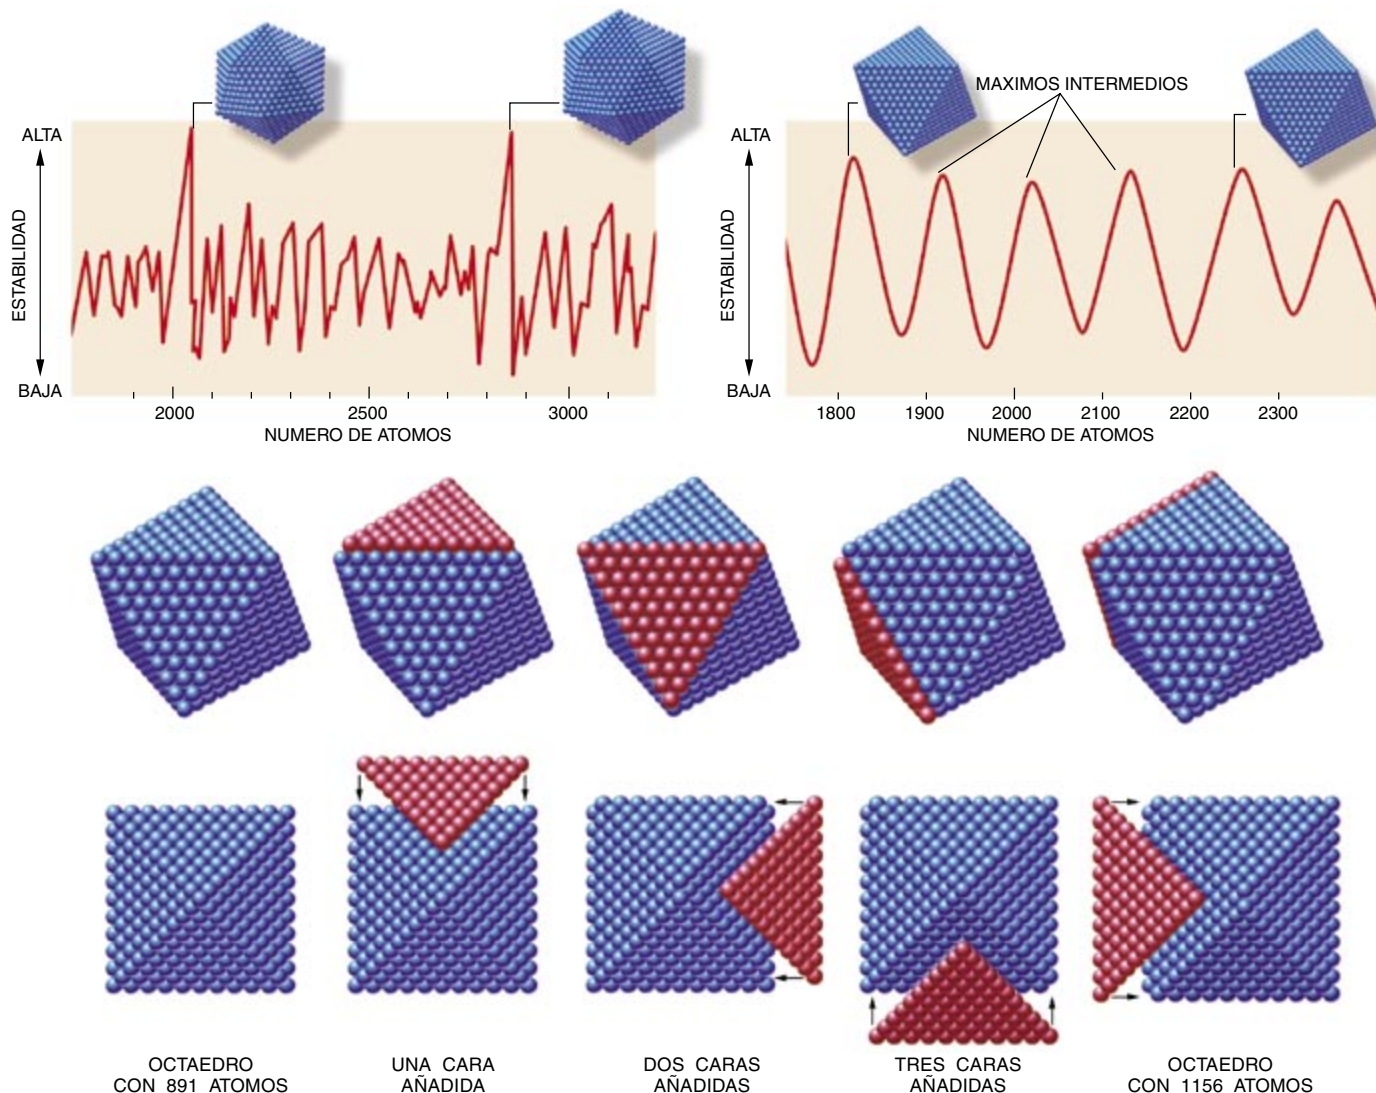 ALTA
ESTABILIDAD
BAJA
2000
2500
3000
NUMERO DE ATOMOS
MAXIMOS INTERMEDIOS
ALTA
ESTABILIDAD
BAJA
1800
1900
2000
2100
2200
2300
NUMERO DE ATOMOS
OCTAEDRO
CON 891 ATOMOS
UNA CARA
AÑADIDA
DOS CARAS
AÑADIDAS
TRES CARAS
AÑADIDAS
OCTAEDRO
CON 1156 ATOMOS